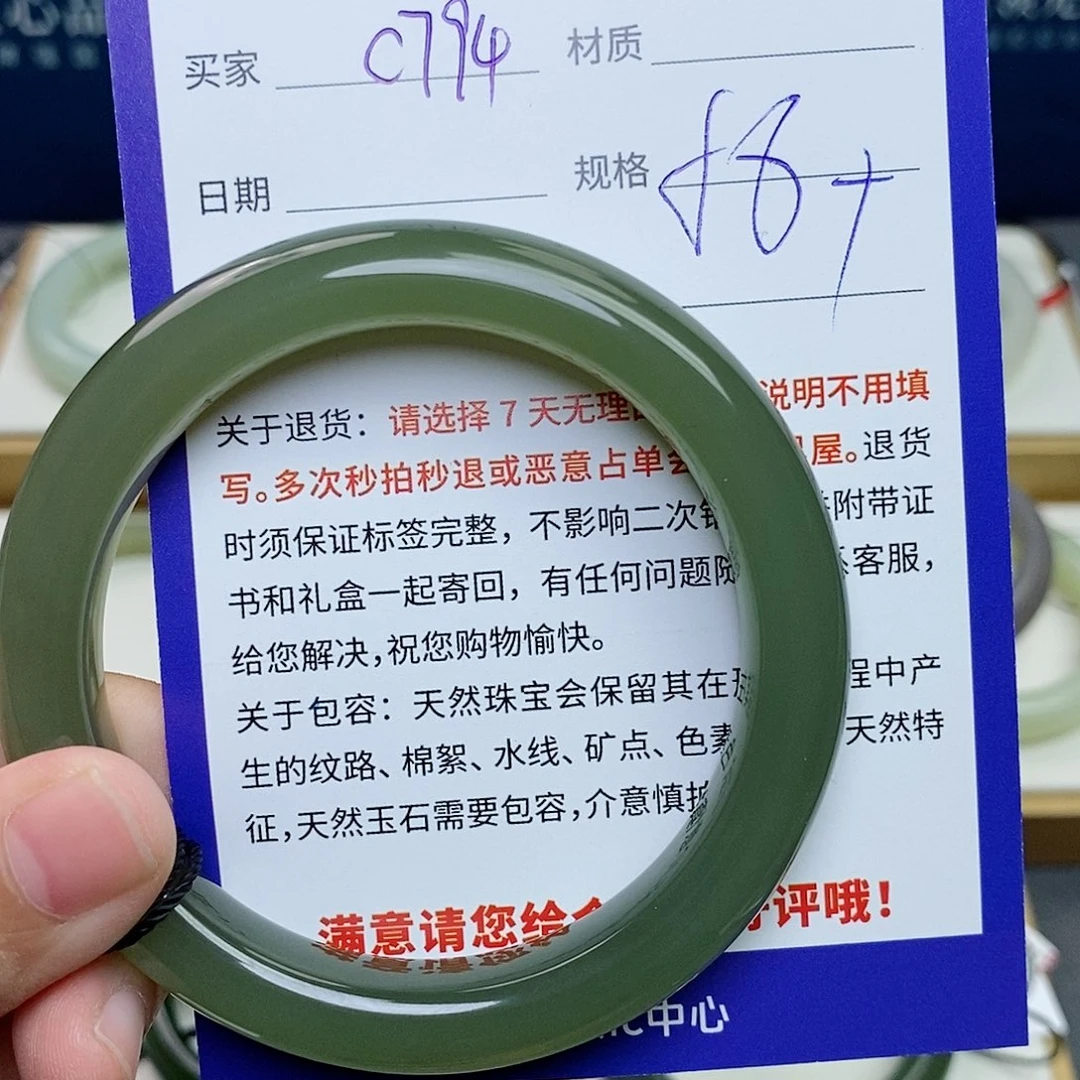 买家 C794 材质
日期 规格 58+
关于退货：请选择7天无理 说明不用填
写。多次秒拍秒退或恶意占单会 屋。退货
时须保证标签完整，不影响二次 附带证
书和礼盒一起寄回，有任何问题随 客服，
给您解决，祝您购物愉快。
关于包容：天然珠宝会保留其在 程中产
生的纹路、棉絮、水线、矿点、色素 天然特
征，天然玉石需要包容，介意慎拍
满意请您给 评哦！
中心